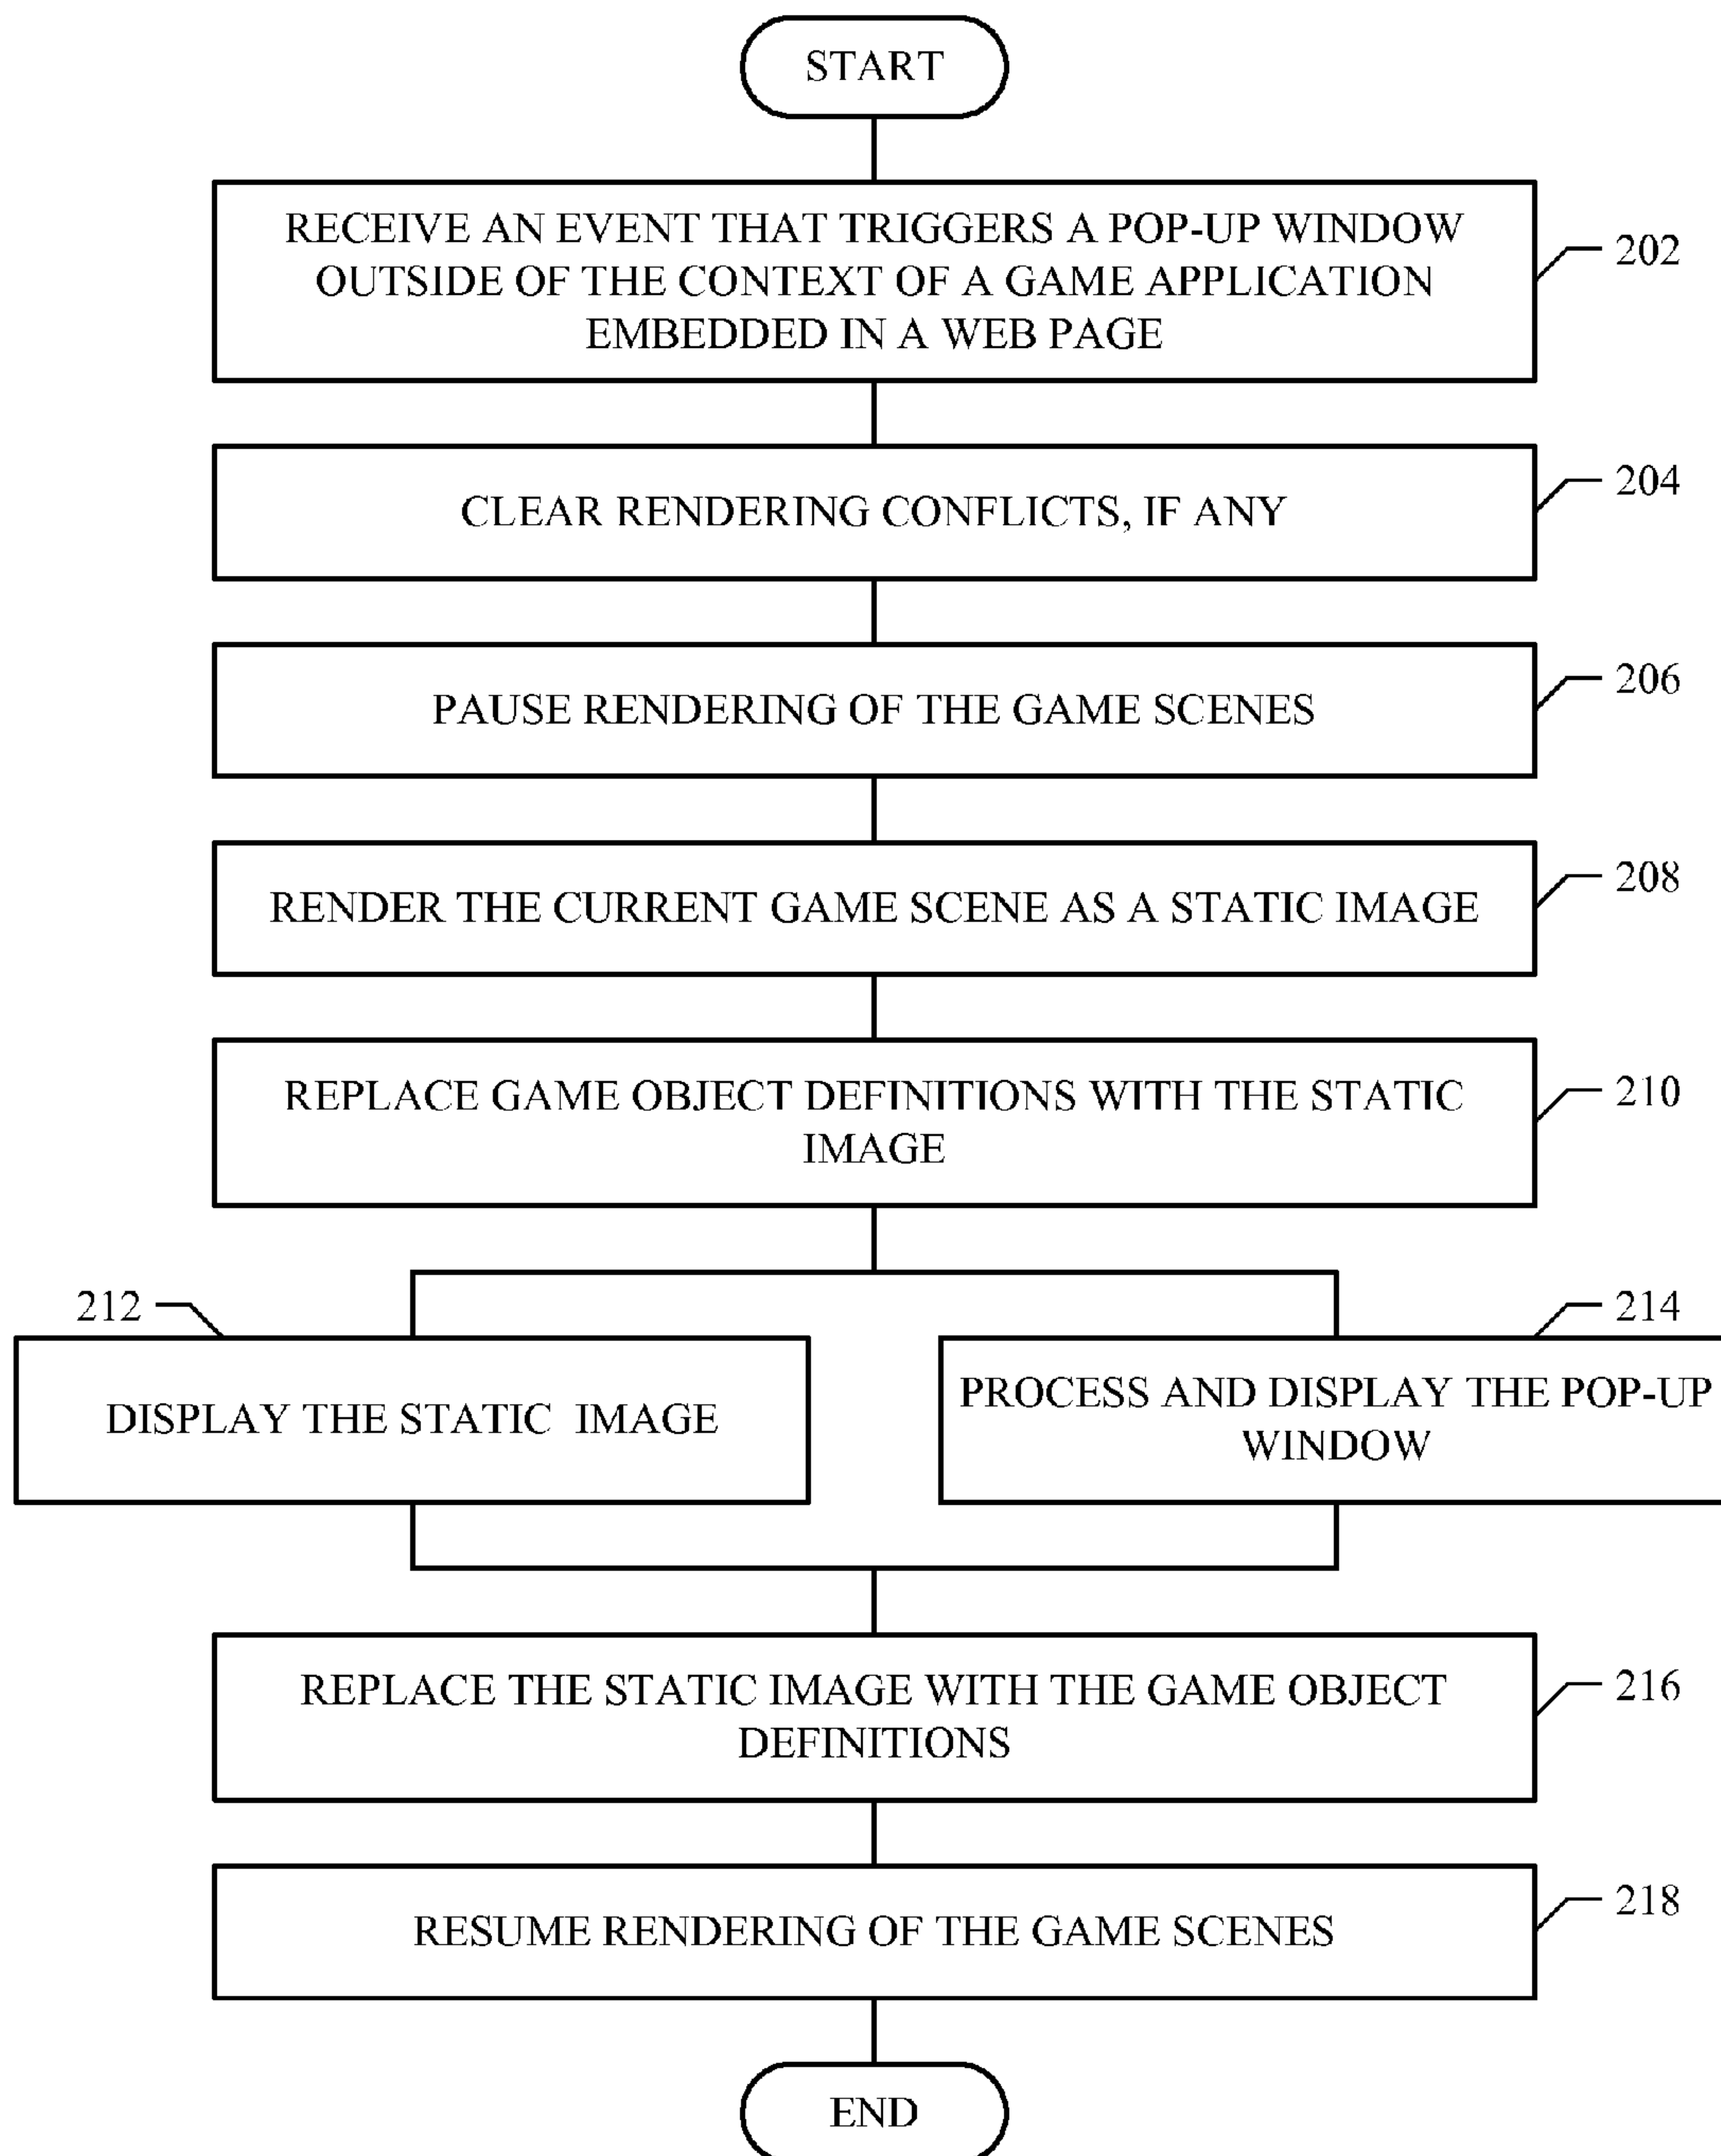 START
RECEIVE AN EVENT THAT TRIGGERS A POP-UP WINDOW
OUTSIDE OF THE CONTEXT OF A GAME APPLICATION
EMBEDDED IN A WEB PAGE
202
CLEAR RENDERING CONFLICTS, IF ANY
204
PAUSE RENDERING OF THE GAME SCENES
206
RENDER THE CURRENT GAME SCENE AS A STATIC IMAGE
208
REPLACE GAME OBJECT DEFINITIONS WITH THE STATIC
IMAGE
210
212
DISPLAY THE STATIC IMAGE
214
PROCESS AND DISPLAY THE POP-UP
WINDOW
REPLACE THE STATIC IMAGE WITH THE GAME OBJECT
DEFINITIONS
216
RESUME RENDERING OF THE GAME SCENES
218
END